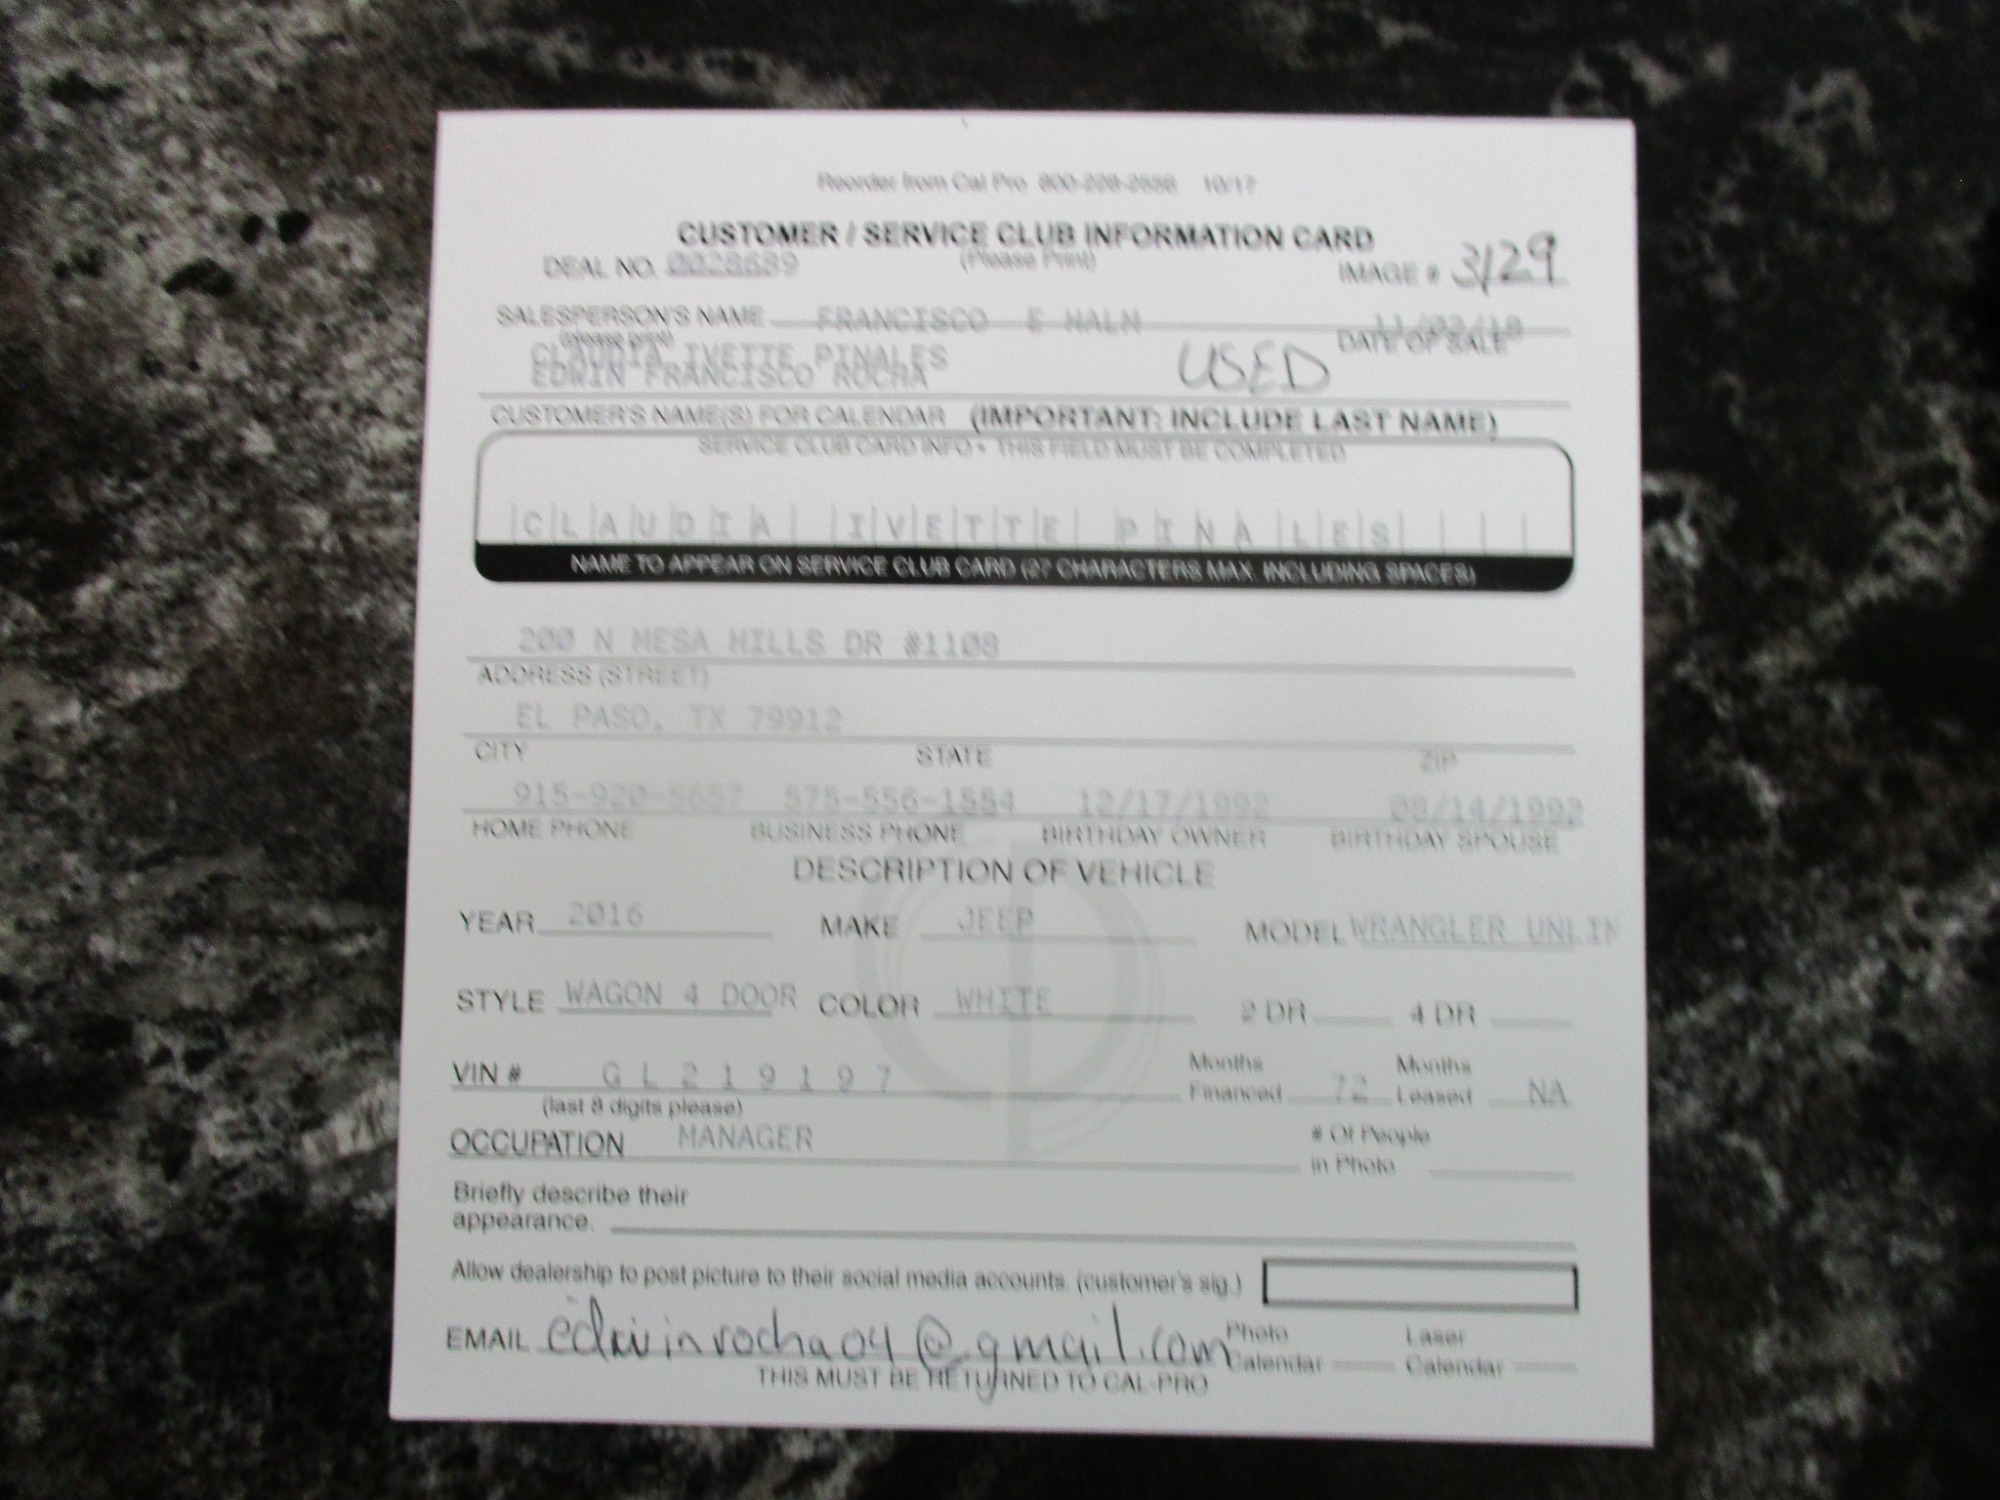 Reorder from Cal Pro 800-228-2556 10/17
CUSTOMER / SERVICE CLUB INFORMATION CARD
(Please Print)
DEAL NO. 0028689 IMAGE # 3129
SALESPERSON'S NAME FRANCISCO E HALM 11/03/18
(please print) DATE OF SALE
CLAUDIA IVETTE PINALES
EDWIN FRANCISCO ROCHA USED
CUSTOMER'S NAME(S) FOR CALENDAR (IMPORTANT: INCLUDE LAST NAME)
SERVICE CLUB CARD INFO • THIS FIELD MUST BE COMPLETED
CLAUDIA IVETTE PINALES
NAME TO APPEAR ON SERVICE CLUB CARD (27 CHARACTERS MAX. INCLUDING SPACES)
200 N MESA HILLS DR #1108
ADDRESS (STREET)
EL PASO, TX 79912
CITY STATE ZIP
915-920-5657 575-556-1554 12/17/1992 08/14/1992
HOME PHONE BUSINESS PHONE BIRTHDAY OWNER BIRTHDAY SPOUSE
DESCRIPTION OF VEHICLE
YEAR 2016 MAKE JEEP MODEL WRANGLER UNLIM
STYLE WAGON 4 DOOR COLOR WHITE 2 DR 4 DR
VIN # GL219197 Months Financed 72 Months Leased NA
(last 8 digits please)
OCCUPATION MANAGER # Of People in Photo
Briefly describe their
appearance.
Allow dealership to post picture to their social media accounts. (customer's sig.)
EMAIL edwinrocha04@gmail.com Photo Calendar Laser Calendar
THIS MUST BE RETURNED TO CAL-PRO